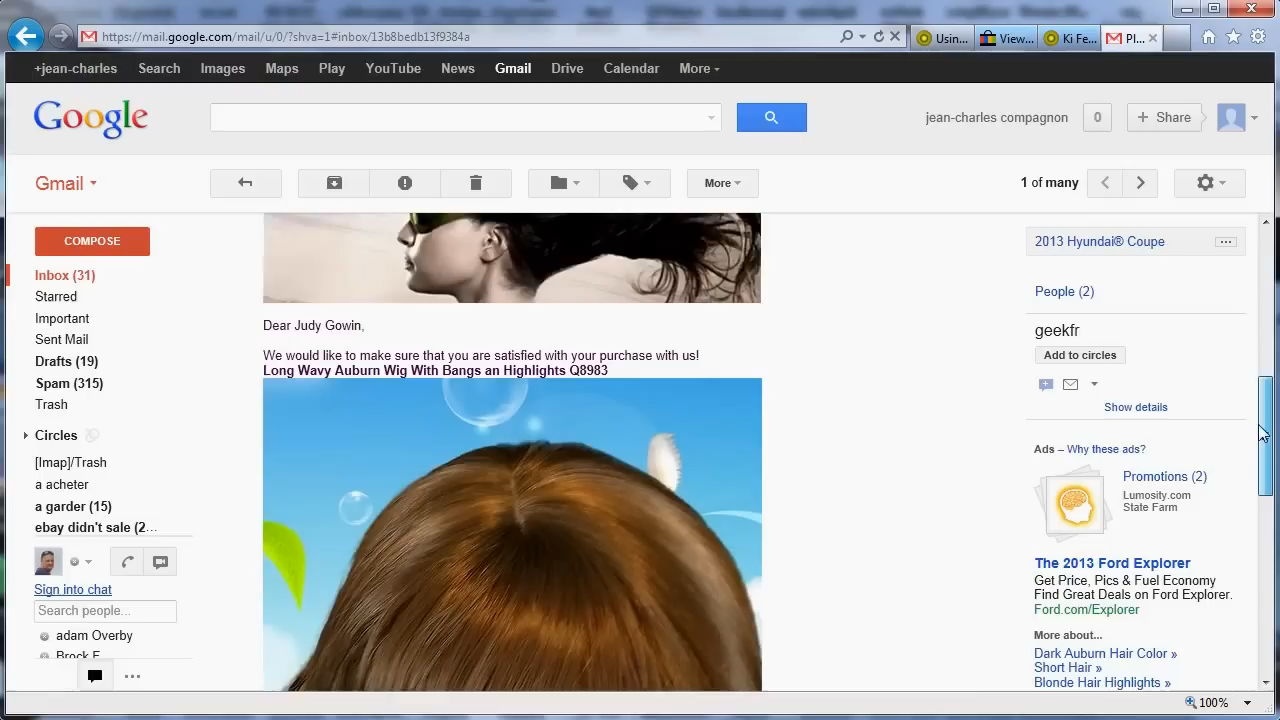 https://mail.google.com/mail/u/0/?shva=1#inbox/13b8bedb13f9384a
Usin...
View...
Ki Fe...
Pl...
+jean-charles Search Images Maps Play YouTube News Gmail Drive Calendar More
Google
jean-charles compagnon 0 + Share
Gmail
More
1 of many
COMPOSE
Inbox (31)
Starred
Important
Sent Mail
Drafts (19)
Spam (315)
Trash
Circles
[Imap]/Trash
a acheter
a garder (15)
ebay didn't sale (2...
Sign into chat
Search people...
adam Overby
Brock F
Dear Judy Gowin,
We would like to make sure that you are satisfied with your purchase with us!
Long Wavy Auburn Wig With Bangs an Highlights Q8983
2013 Hyundai® Coupe
People (2)
geekfr
Add to circles
Show details
Ads – Why these ads?
Promotions (2)
Lumosity.com
State Farm
The 2013 Ford Explorer
Get Price, Pics & Fuel Economy
Find Great Deals on Ford Explorer.
Ford.com/Explorer
More about...
Dark Auburn Hair Color »
Short Hair »
Blonde Hair Highlights »
100%